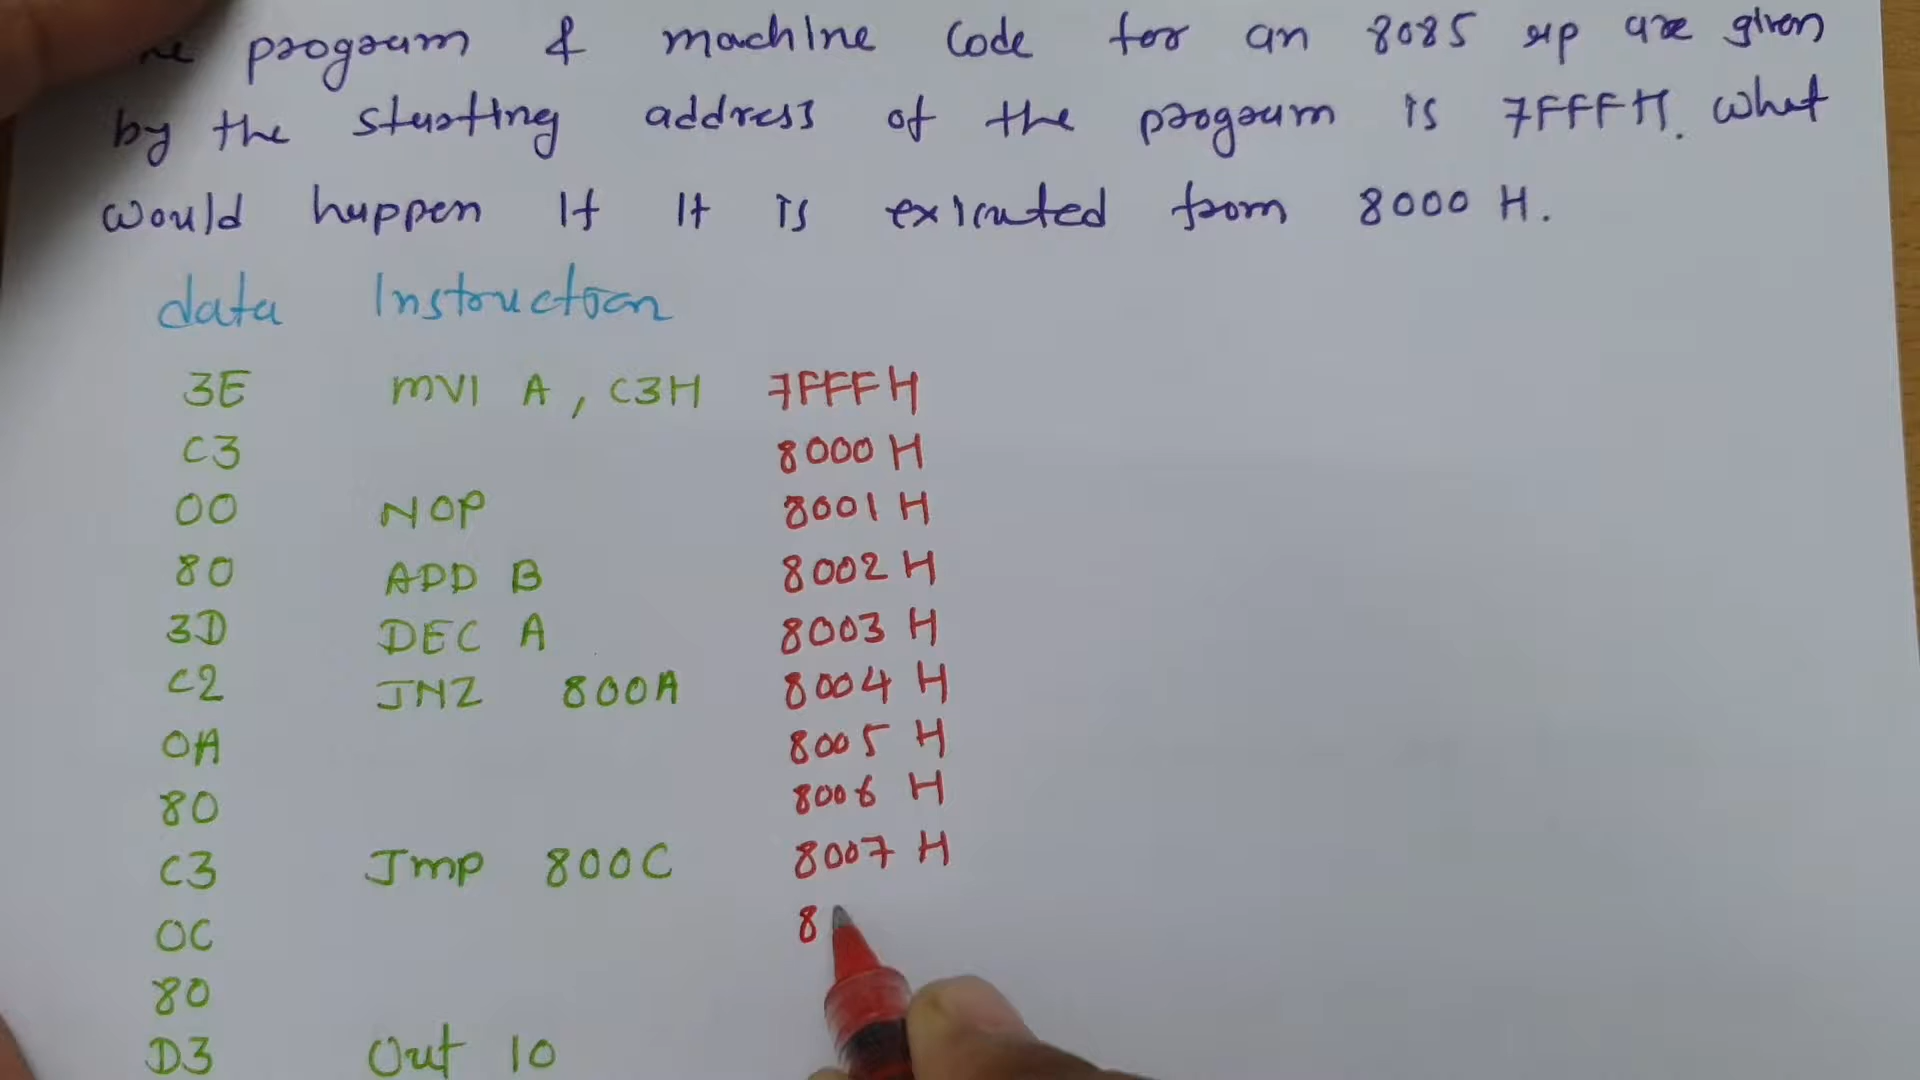 program & machine code for an 8085 up are given
by the starting address of the program is 7FFFH. What
would happen If It is executed from 8000 H.
data Instruction
3E MVI A, C3H 7FFFH
C3 8000 H
00 NOP 8001 H
80 ADD B 8002 H
3D DEC A 8003 H
C2 JNZ 800A 8004 H
0A 8005 H
80 8006 H
C3 Jmp 800C 8007 H
0C 8
80
D3 Out 10